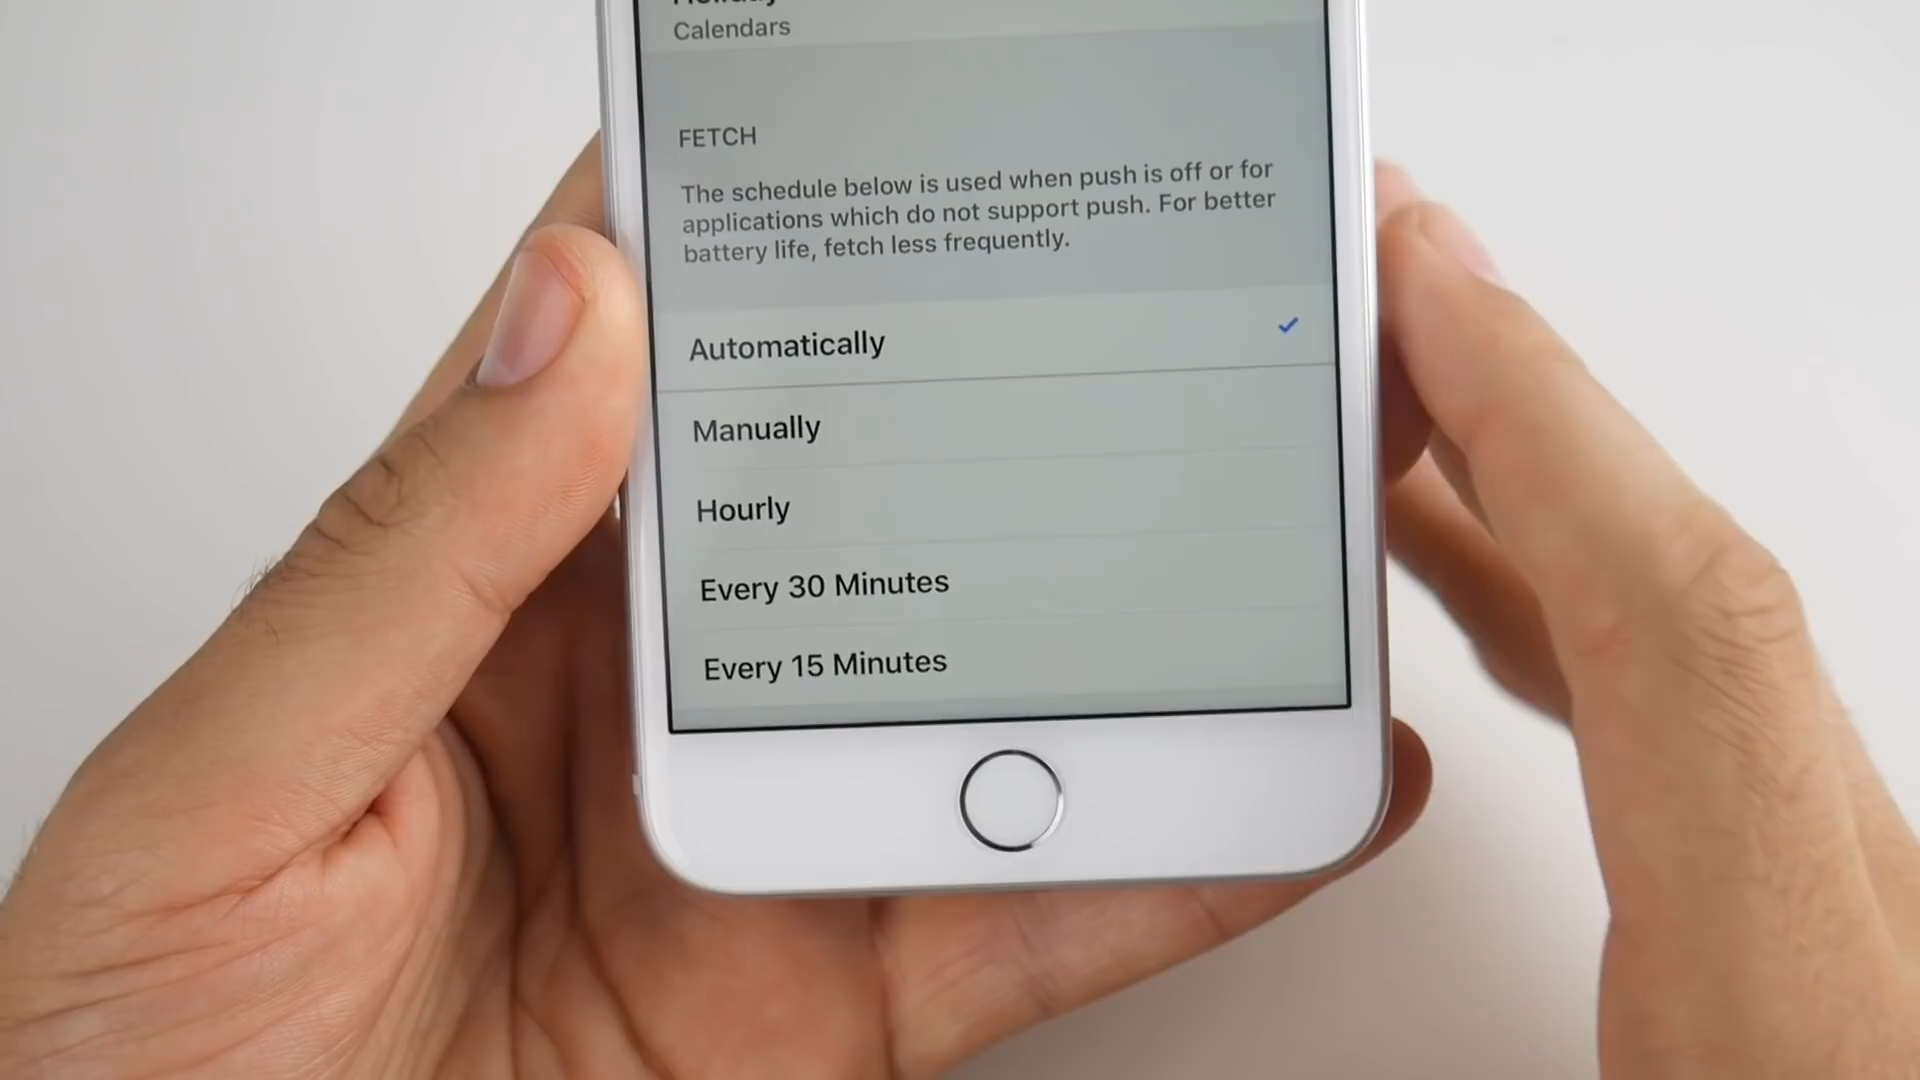 Holiday
Calendars
FETCH
The schedule below is used when push is off or for
applications which do not support push. For better
battery life, fetch less frequently.
Automatically
Manually
Hourly
Every 30 Minutes
Every 15 Minutes